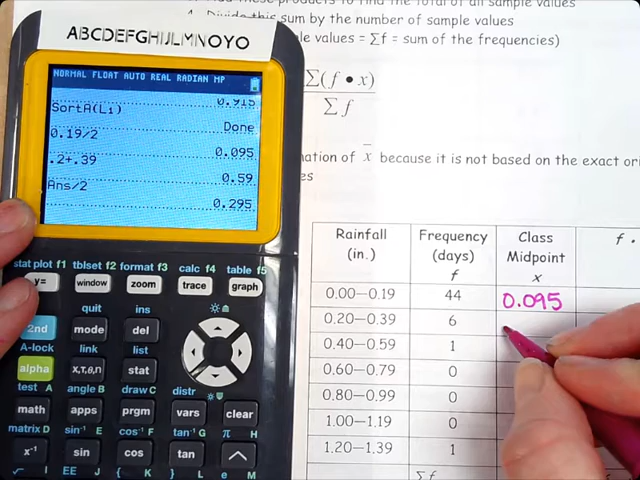 4. Divide this sum by the number of sample values
le values = Σf = sum of the frequencies)
Σ(f • x)
Σ f
nation of x̄ because it is not based on the exact ori
es
ABCDEFGHIJLMNOYO
NORMAL FLOAT AUTO REAL RADIAN MP
0.915
SortA(L1)
Done
0.19/2
0.095
.2+.39
0.59
Ans/2
0.295
Rainfall (in.) Frequency (days) f Class Midpoint x f •
0.00—0.19 44 0.095
0.20—0.39 6
0.40—0.59 1
0.60—0.79 0
0.80—0.99 0
1.00—1.19 0
1.20—1.39 1
Σf
stat plot f1 tblset f2 format f3 calc f4 table f5
y= window zoom trace graph
quit ins
2nd mode del
A-lock link list
alpha X,T,θ,n stat
test A angle B draw C distr
math apps prgm vars clear
matrix D sin⁻¹ E cos⁻¹ F tan⁻¹ G π H
x⁻¹ sin cos tan ^
√ I EE J { K } L e M